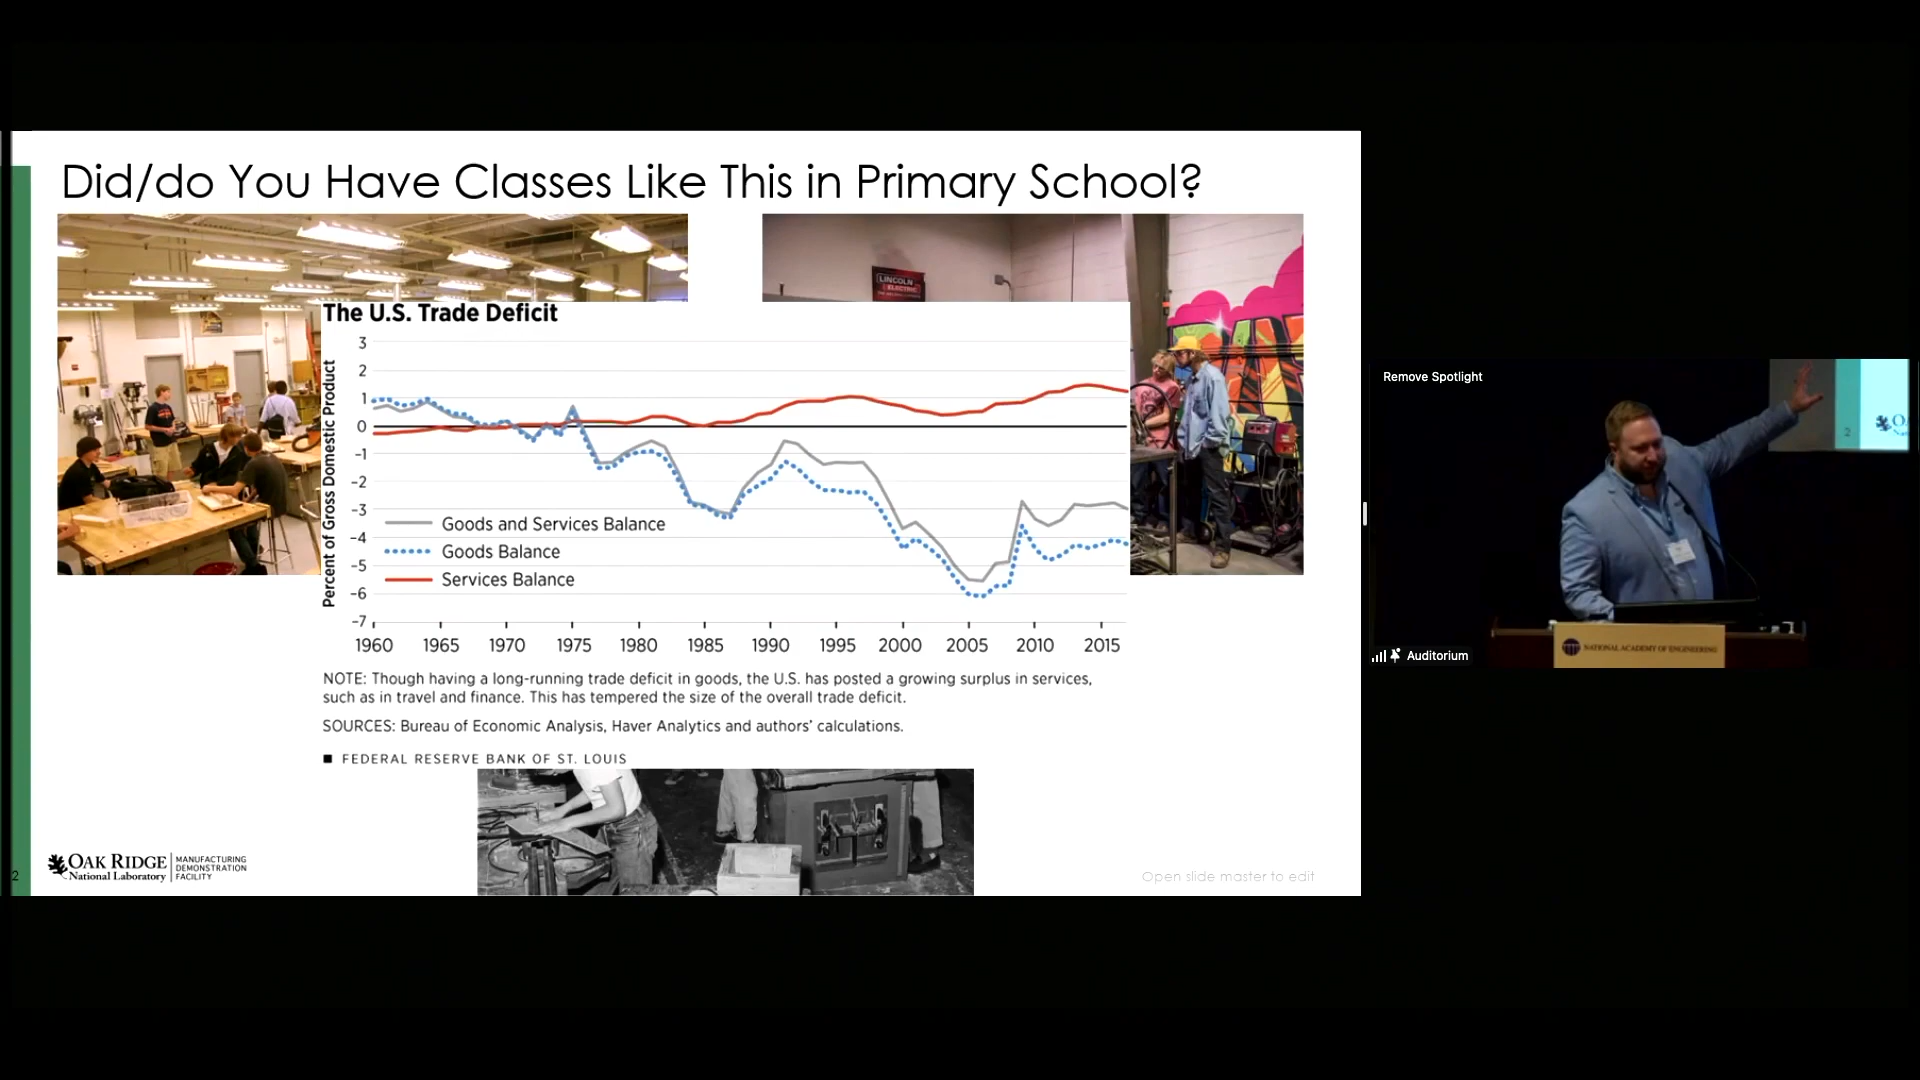 Did/do You Have Classes Like This in Primary School?
LINCOLN
ELECTRIC
The U.S. Trade Deficit
Percent of Gross Domestic Product
3
2
1
0
-1
-2
-3
-4
-5
-6
-7
Goods and Services Balance
Goods Balance
Services Balance
1960 1965 1970 1975 1980 1985 1990 1995 2000 2005 2010 2015
NOTE: Though having a long-running trade deficit in goods, the U.S. has posted a growing surplus in services,
such as in travel and finance. This has tempered the size of the overall trade deficit.
SOURCES: Bureau of Economic Analysis, Haver Analytics and authors’ calculations.
■ FEDERAL RESERVE BANK OF ST. LOUIS
2
OAK RIDGE
National Laboratory
MANUFACTURING
DEMONSTRATION
FACILITY
Open slide master to edit
Remove Spotlight
2
NATIONAL ACADEMY OF ENGINEERING
Auditorium